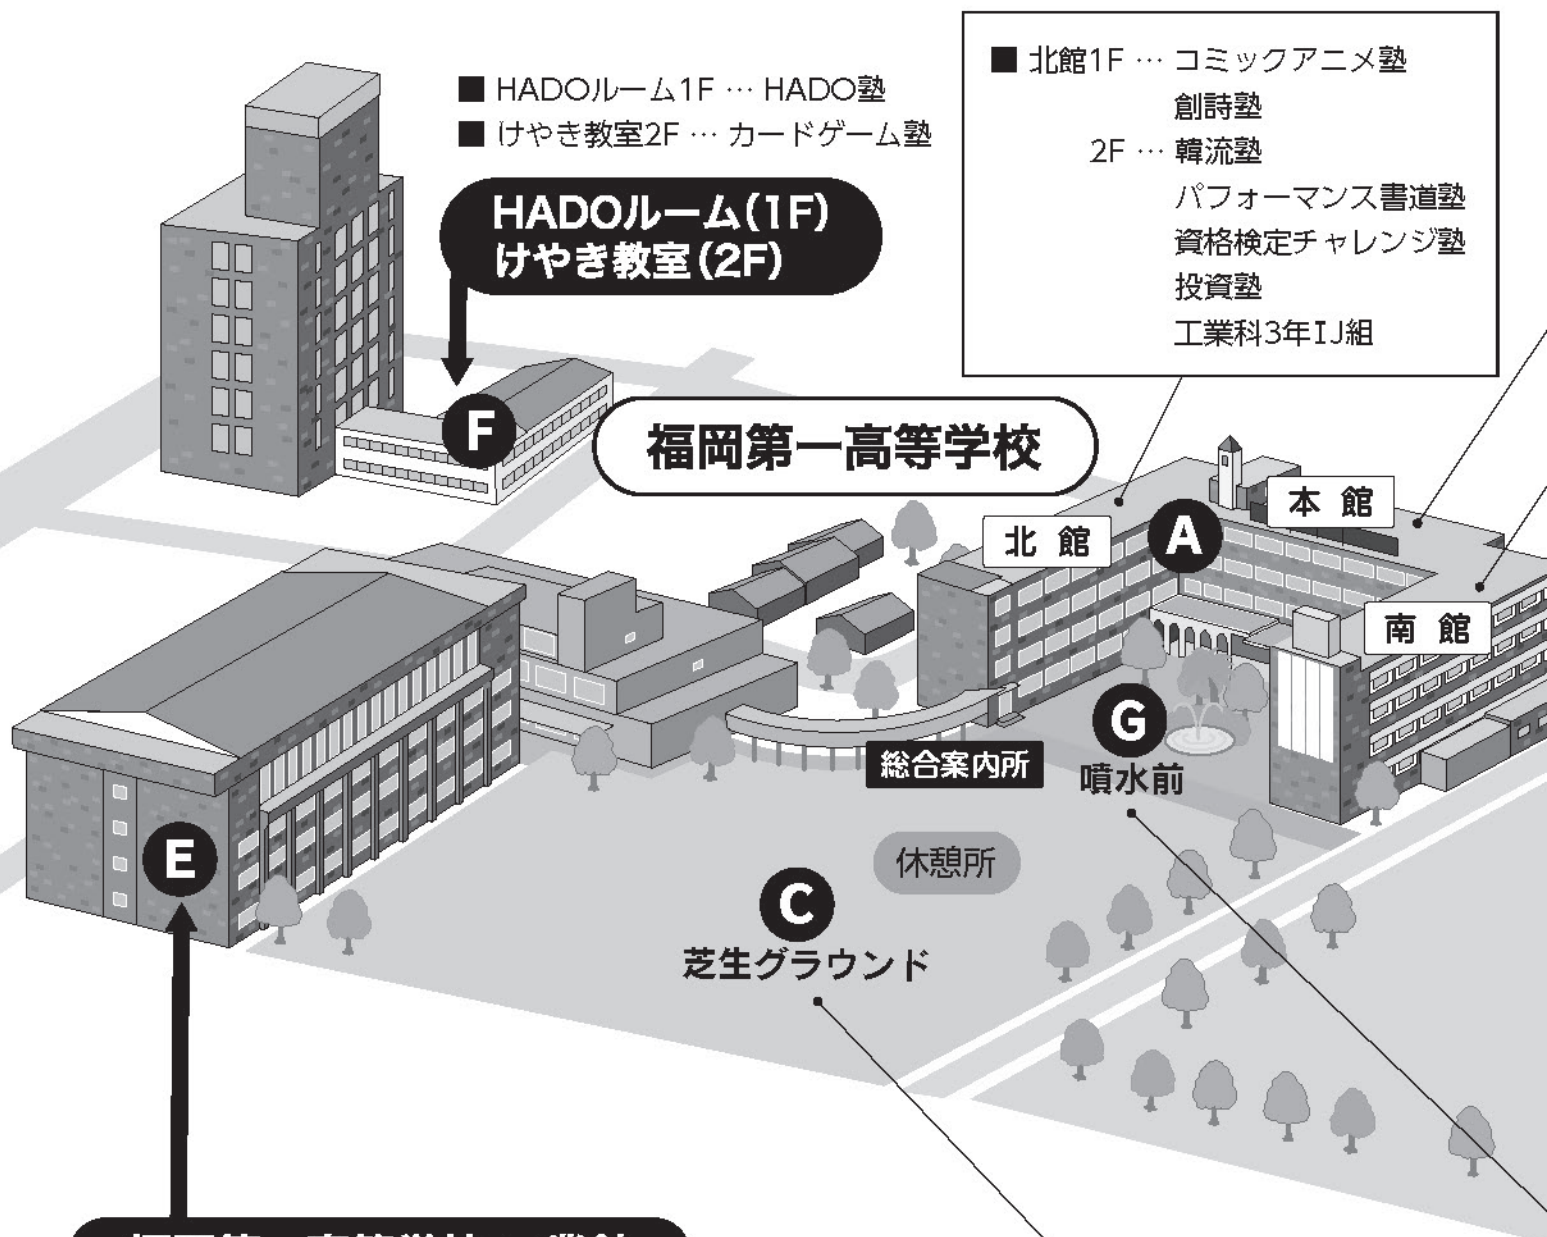 ■ HADOルーム1F … HADO塾
■ けやき教室2F … カードゲーム塾
HADOルーム(1F)
けやき教室(2F)
■ 北館1F … コミックアニメ塾
創詩塾
2F … 韓流塾
パフォーマンス書道塾
資格検定チャレンジ塾
投資塾
工業科3年IJ組
F
福岡第一高等学校
北館
A
本館
南館
G
噴水前
総合案内所
休憩所
C
芝生グラウンド
E